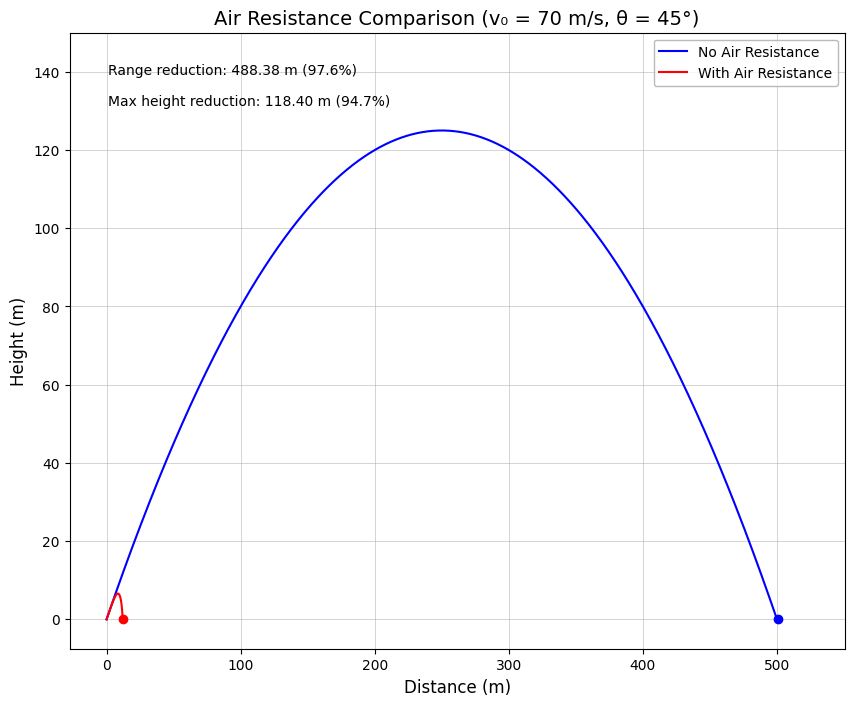 Air Resistance Comparison (v₀ = 70 m/s, θ = 45°)
No Air Resistance
With Air Resistance
Range reduction: 488.38 m (97.6%)
Max height reduction: 118.40 m (94.7%)
Height (m)
140
120
100
80
60
40
20
0
0 100 200 300 400 500
Distance (m)